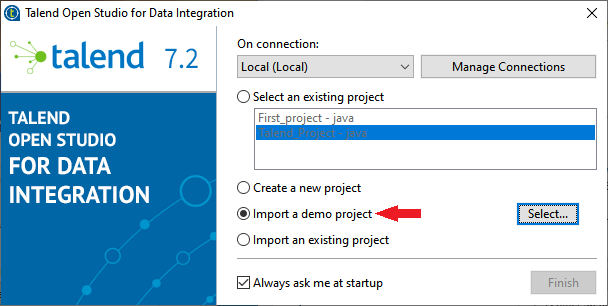 Talend Open Studio for Data Integration
talend 7.2
TALEND
OPEN STUDIO
FOR DATA
INTEGRATION
On connection:
Local (Local)
Manage Connections
Select an existing project
First_project - java
Talend_Project - java
Create a new project
Import a demo project
Select...
Import an existing project
Always ask me at startup
Finish